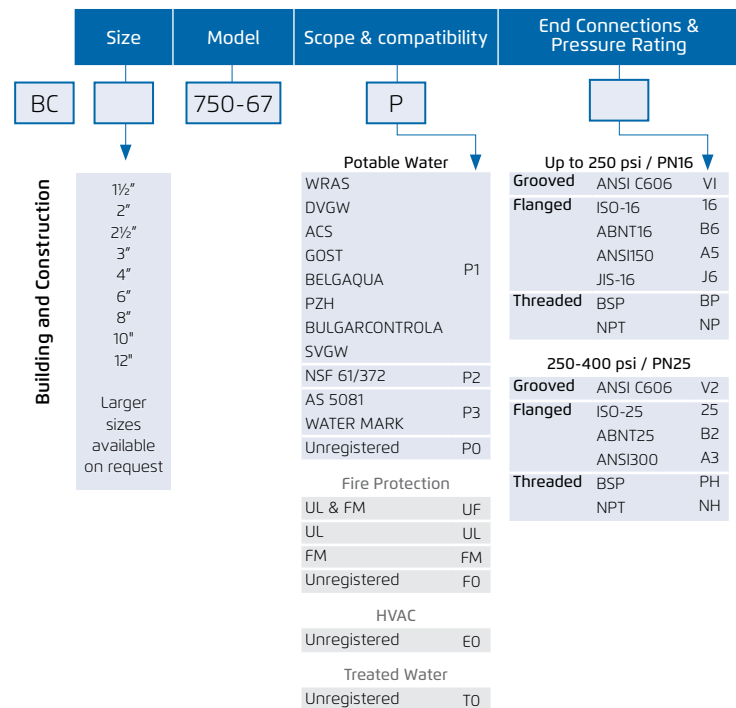 Size
Model
Scope & compatibility
End Connections &
Pressure Rating
BC
750-67
P
Building and Construction
1½"
2"
2½"
3"
4"
6"
8"
10"
12"
Larger
sizes
available
on request
Potable Water
WRAS
DVGW
ACS
GOST
BELGAQUA
PZH
BULGARCONTROLA
SVGW
P1
NSF 61/372 P2
AS 5081
WATER MARK
P3
Unregistered P0
Fire Protection
UL & FM UF
UL UL
FM FM
Unregistered F0
HVAC
Unregistered E0
Treated Water
Unregistered T0
Up to 250 psi / PN16
Grooved ANSI C606 VI
Flanged ISO-16 16
ABNT16 B6
ANSI150 A5
JIS-16 J6
Threaded BSP BP
NPT NP
250-400 psi / PN25
Grooved ANSI C606 V2
Flanged ISO-25 25
ABNT25 B2
ANSI300 A3
Threaded BSP PH
NPT NH